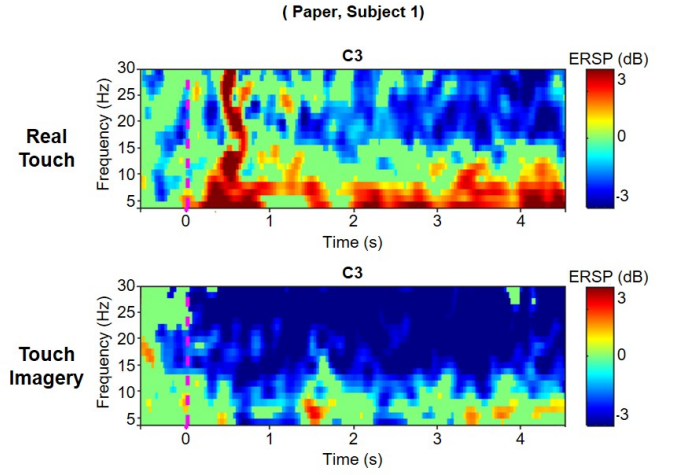 ( Paper, Subject 1)
C3
ERSP (dB)
Real
Touch
Frequency (Hz)
30
25
20
15
10
5
0
1
2
3
4
Time (s)
3
0
-3
C3
ERSP (dB)
Touch
Imagery
Frequency (Hz)
30
25
20
15
10
5
0
1
2
3
4
Time (s)
3
0
-3